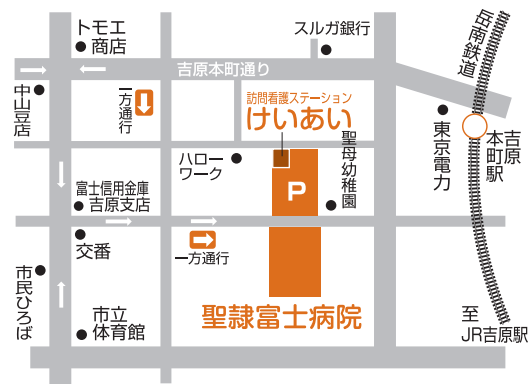 トモエ
商店
スルガ銀行
岳南鉄道
吉原本町通り
中山豆店
一方
通行
訪問看護ステーション
けいあい
聖母幼稚園
東京電力
吉原
本町駅
ハロー
ワーク
P
富士信用金庫
吉原支店
交番
一方通行
市民ひろば
市立
体育館
聖隷富士病院
至
JR吉原駅